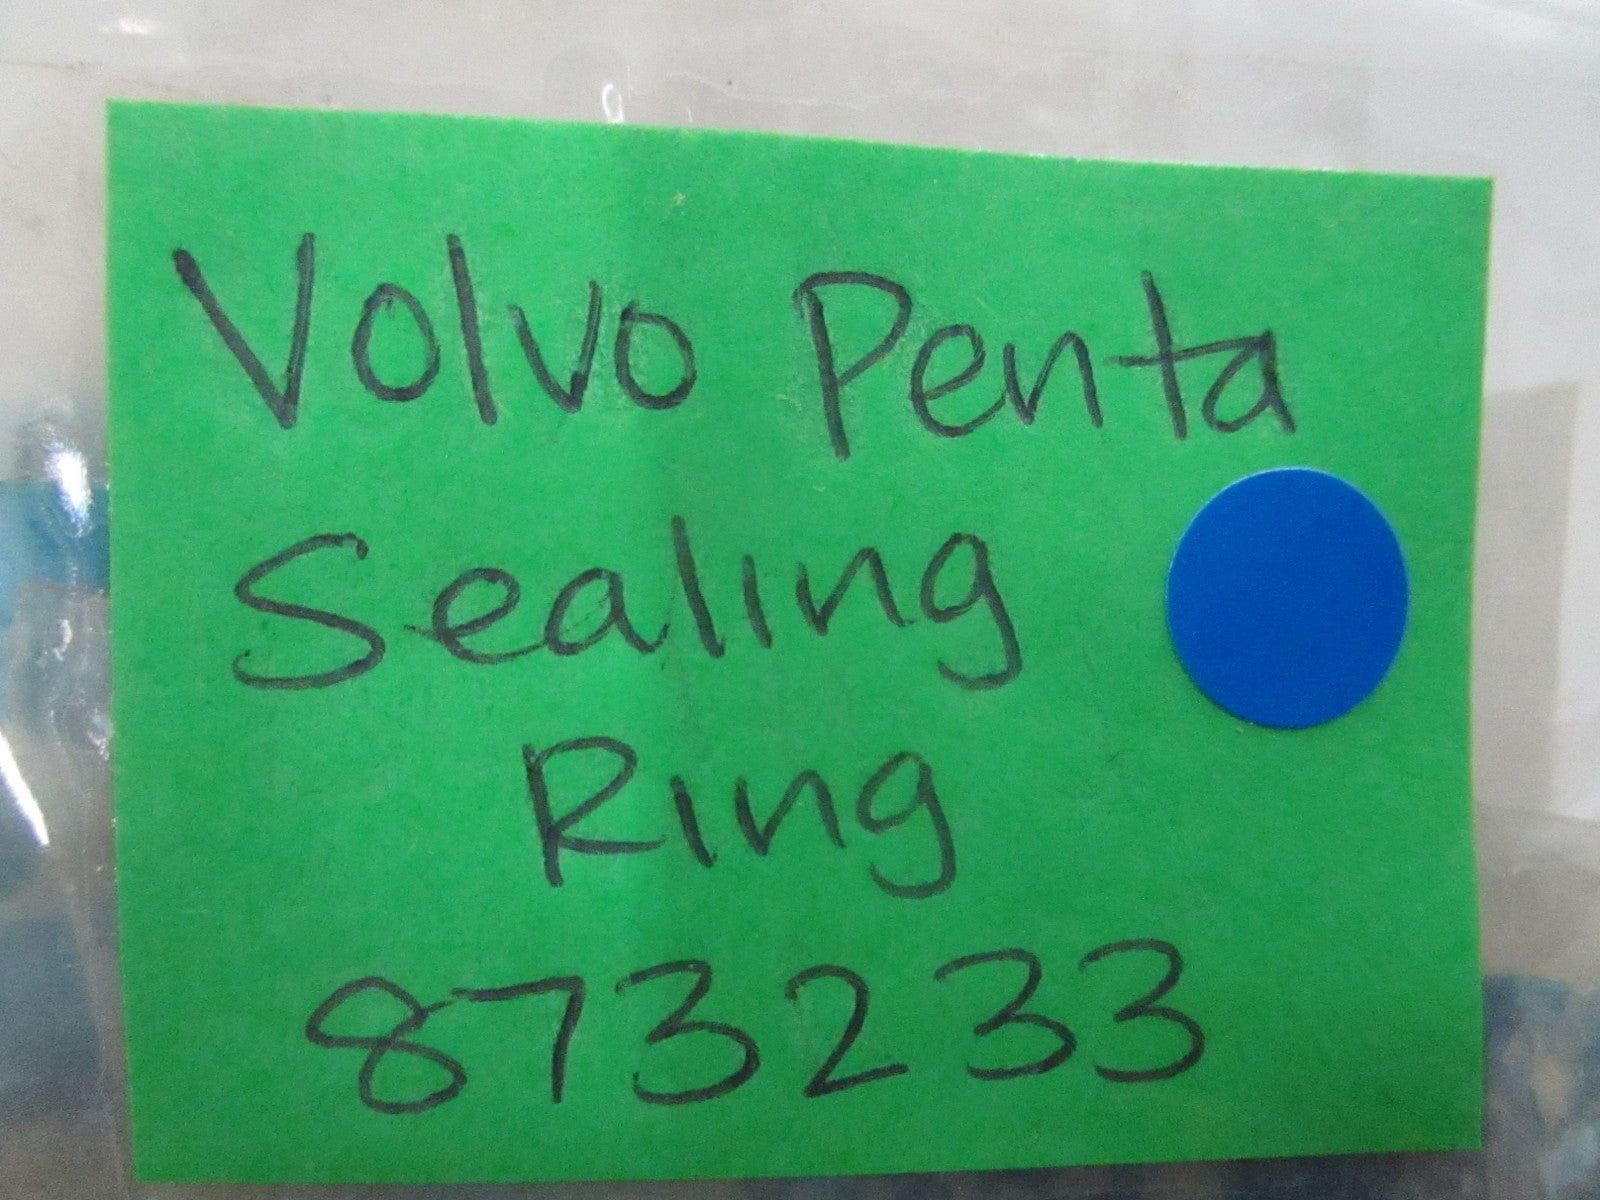 Volvo Penta
Sealing
Ring
873233